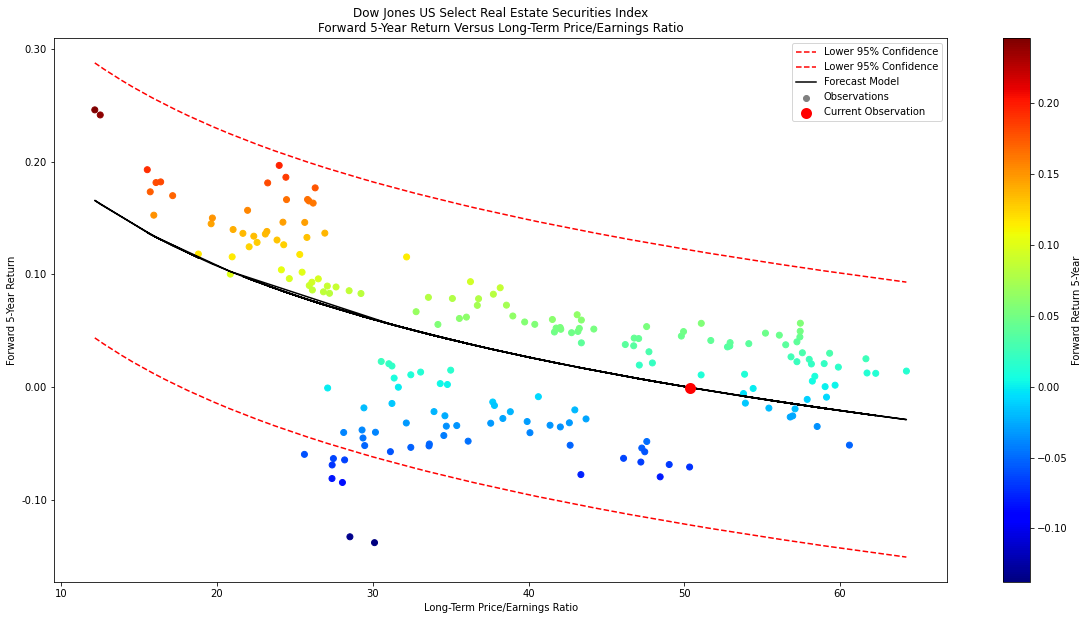 Dow Jones US Select Real Estate Securities Index
Forward 5-Year Return Versus Long-Term Price/Earnings Ratio
Lower 95% Confidence
Lower 95% Confidence
Forecast Model
Observations
Current Observation
0.30
0.20
0.10
0.00
-0.10
Forward 5-Year Return
10
20
30
40
50
60
Long-Term Price/Earnings Ratio
0.20
0.15
0.10
0.05
0.00
−0.05
−0.10
Forward Return 5-Year